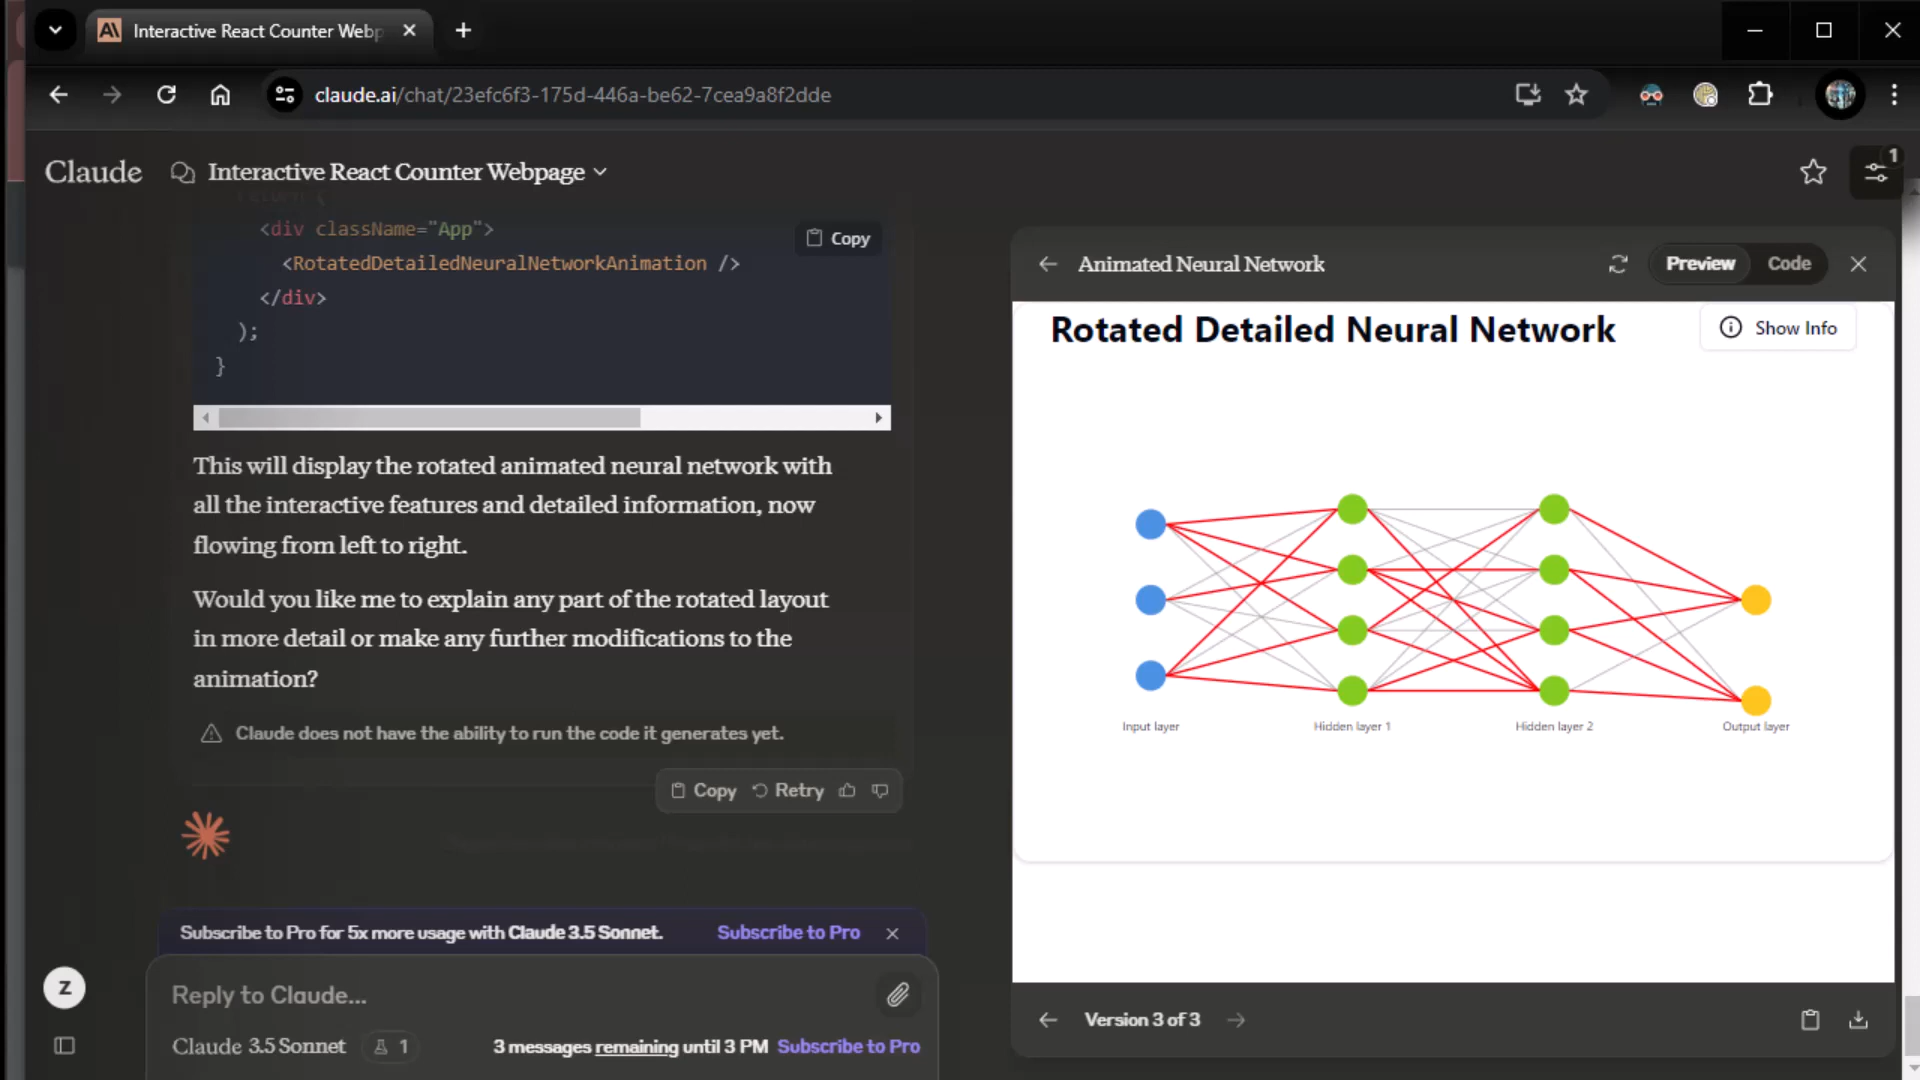 Interactive React Counter Webp
claude.ai/chat/23efc6f3-175d-446a-be62-7cea9a8f2dde
Claude
Interactive React Counter Webpage
1
return (
<div className="App">
<RotatedDetailedNeuralNetworkAnimation />
</div>
);
}
Copy
This will display the rotated animated neural network with
all the interactive features and detailed information, now
flowing from left to right.
Would you like me to explain any part of the rotated layout
in more detail or make any further modifications to the
animation?
Claude does not have the ability to run the code it generates yet.
Copy Retry
Subscribe to Pro for 5x more usage with Claude 3.5 Sonnet. Subscribe to Pro
Z
Reply to Claude...
Claude 3.5 Sonnet 1 3 messages remaining until 3 PM Subscribe to Pro
Animated Neural Network
Preview Code
Rotated Detailed Neural Network
Show Info
Input layer Hidden layer 1 Hidden layer 2 Output layer
Version 3 of 3